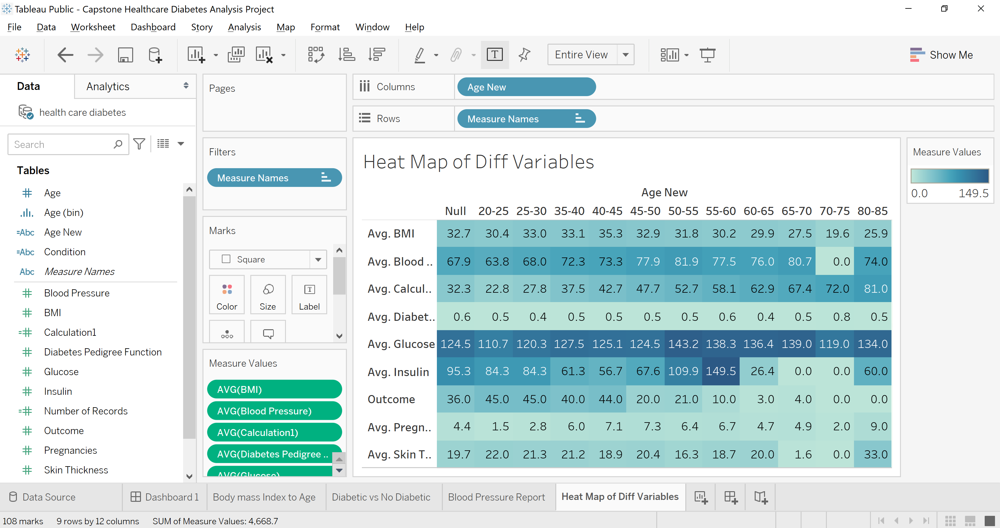 Tableau Public - Capstone Healthcare Diabetes Analysis Project
File Data Worksheet Dashboard Story Analysis Map Format Window Help
Entire View
Show Me
Data
Analytics
health care diabetes
Search
Tables
Age
Age (bin)
=Abc Age New
=Abc Condition
Abc Measure Names
Blood Pressure
BMI
Calculation1
Diabetes Pedigree Function
Glucose
Insulin
Number of Records
Outcome
Pregnancies
Skin Thickness
Pages
Filters
Measure Names
Marks
Square
Color Size Label
Measure Values
AVG(BMI)
AVG(Blood Pressure)
AVG(Calculation1)
AVG(Diabetes Pedigree ..
AVG(Glucose)
Columns Age New
Rows Measure Names
Heat Map of Diff Variables
Age New
Null 20-25 25-30 35-40 40-45 45-50 50-55 55-60 60-65 65-70 70-75 80-85
Avg. BMI 32.7 30.4 33.0 33.1 35.3 32.9 31.8 30.2 29.9 27.5 19.6 25.9
Avg. Blood .. 67.9 63.8 68.0 72.3 73.3 77.9 81.9 77.5 76.0 80.7 0.0 74.0
Avg. Calcul.. 32.3 22.8 27.8 37.5 42.7 47.7 52.7 58.1 62.9 67.4 72.0 81.0
Avg. Diabet.. 0.6 0.5 0.4 0.5 0.5 0.5 0.5 0.6 0.4 0.5 0.8 0.5
Avg. Glucose 124.5 110.7 120.3 127.5 125.1 124.5 143.2 138.3 136.4 139.0 119.0 134.0
Avg. Insulin 95.3 84.3 84.3 61.3 56.7 67.6 109.9 149.5 26.4 0.0 0.0 60.0
Outcome 36.0 45.0 45.0 40.0 44.0 20.0 21.0 10.0 3.0 4.0 0.0 0.0
Avg. Pregn.. 4.4 1.5 2.8 6.0 7.1 7.3 6.4 6.7 4.7 4.9 2.0 9.0
Avg. Skin T.. 19.7 22.0 21.3 21.2 18.9 20.4 16.3 18.7 20.0 1.6 0.0 33.0
Measure Values
0.0 149.5
Data Source Dashboard 1 Body mass Index to Age Diabetic vs No Diabetic Blood Pressure Report Heat Map of Diff Variables
108 marks 9 rows by 12 columns SUM of Measure Values: 4,668.7